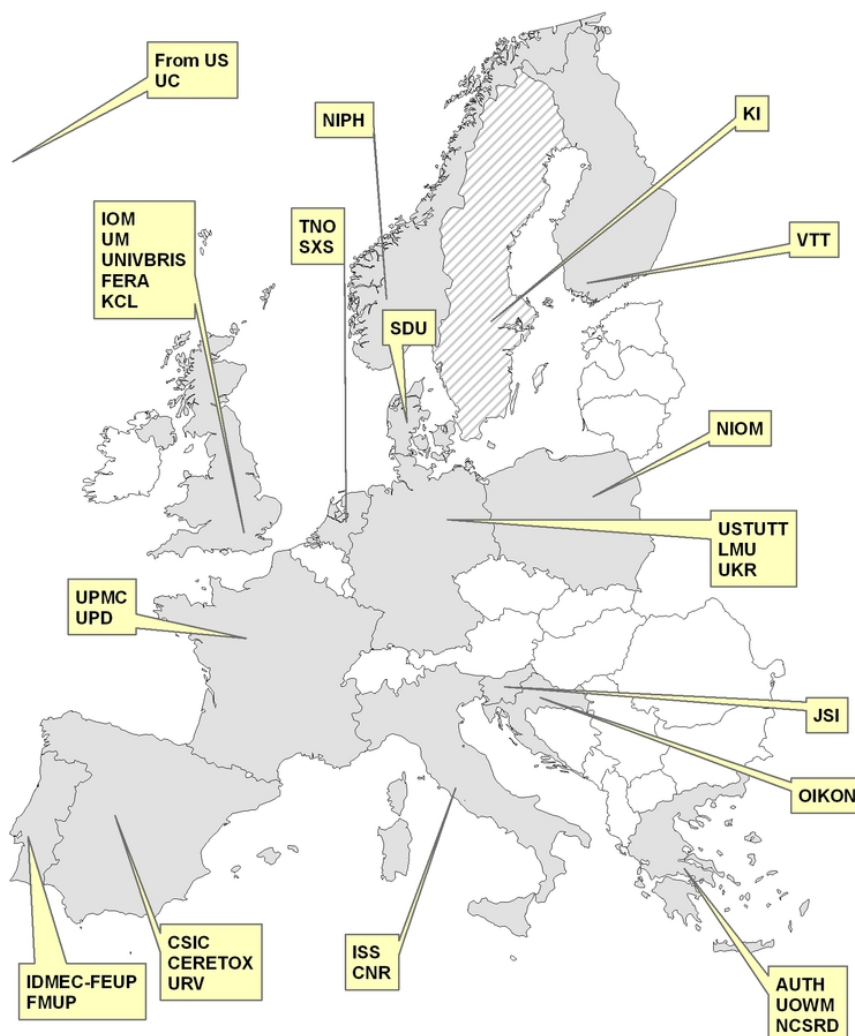 From US
UC
NIPH
KI
IOM
UM
UNIVBRIS
FERA
KCL
TNO
SXS
VTT
SDU
NIOM
USTUTT
LMU
UKR
UPMC
UPD
JSI
OIKON
CSIC
CERETOX
URV
ISS
CNR
IDMEC-FEUP
FMUP
AUTH
UOWM
NCSRD